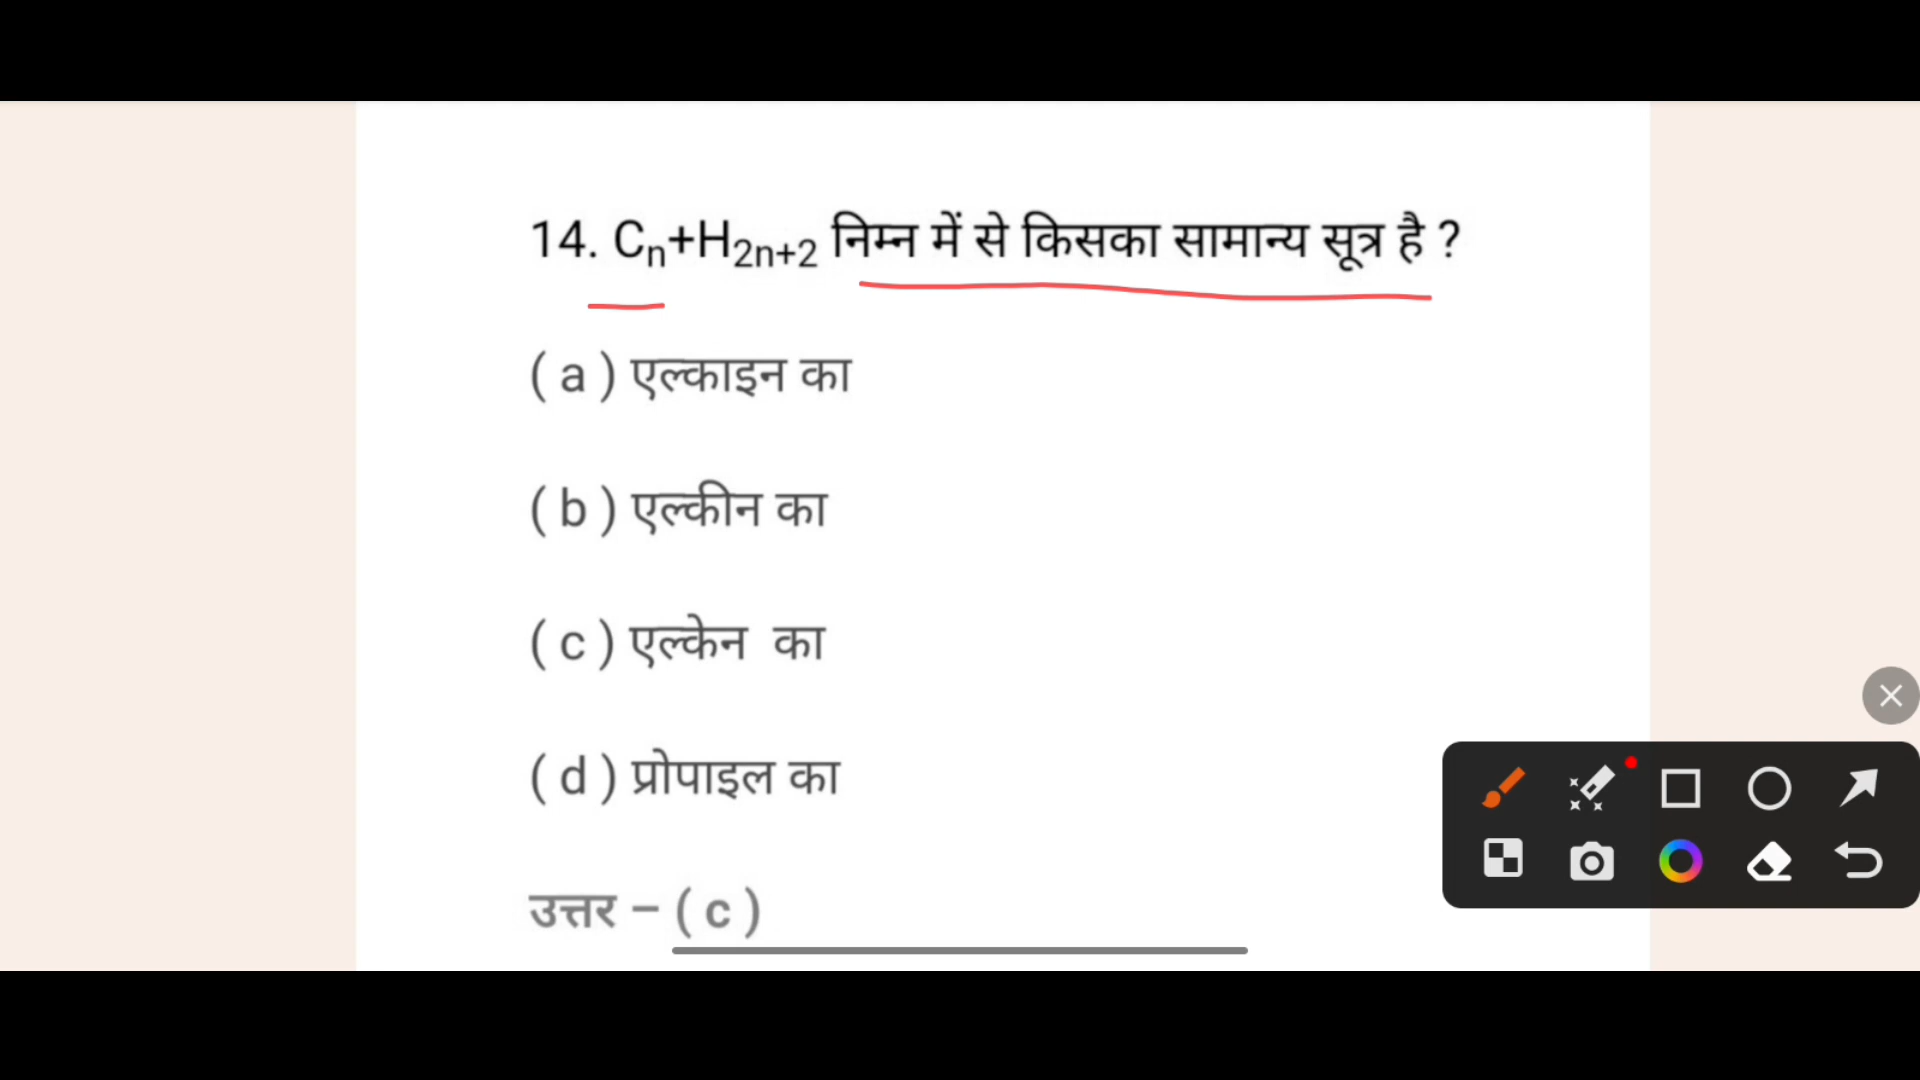 14. Cn+H2n+2 निम्न में से किसका सामान्य सूत्र है ?
( a ) एल्काइन का
( b ) एल्कीन का
( c ) एल्केन का
( d ) प्रोपाइल का
उत्तर – ( c )